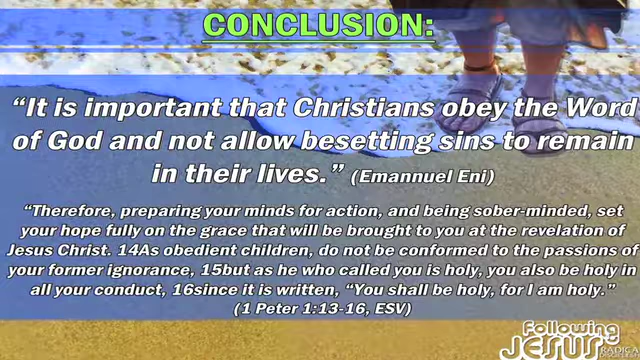 CONCLUSION:
“It is important that Christians obey the Word
of God and not allow besetting sins to remain
in their lives.” (Emannuel Eni)
“Therefore, preparing your minds for action, and being sober-minded, set
your hope fully on the grace that will be brought to you at the revelation of
Jesus Christ. 14As obedient children, do not be conformed to the passions of
your former ignorance, 15but as he who called you is holy, you also be holy in
all your conduct, 16since it is written, “You shall be holy, for I am holy.”
(1 Peter 1:13-16, ESV)
Following
JESUS